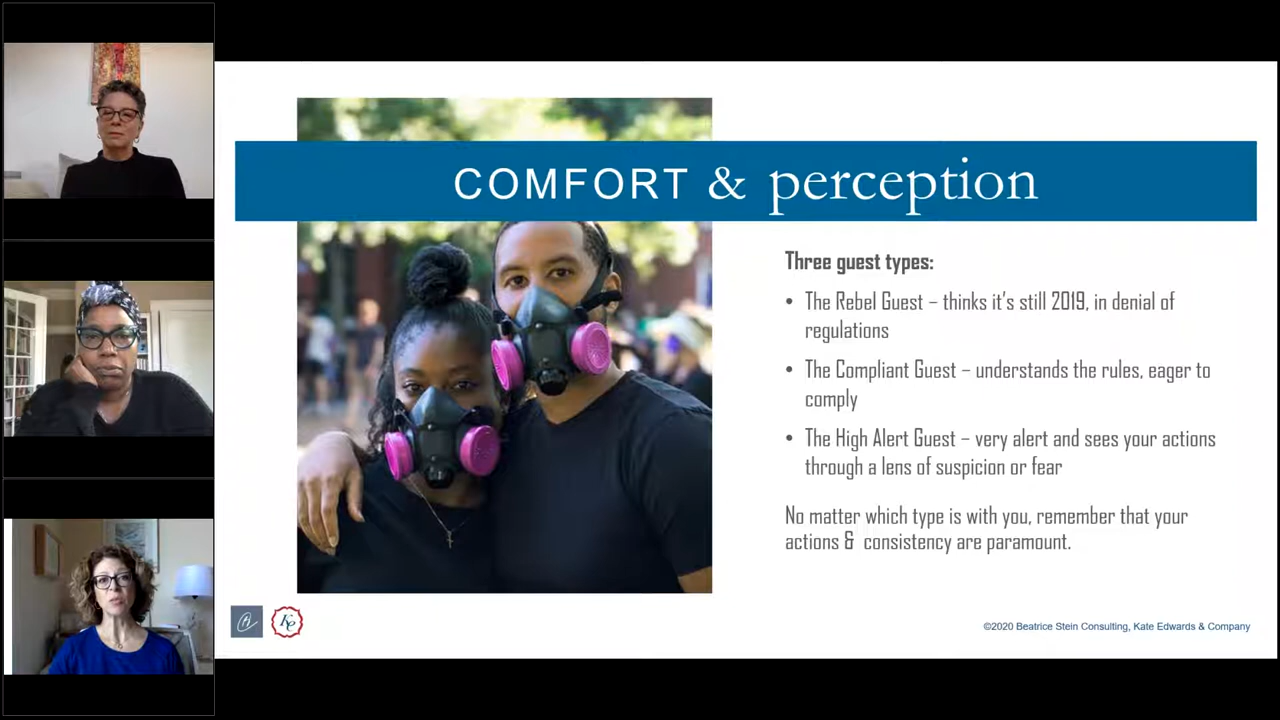 COMFORT & perception
Three guest types:
• The Rebel Guest – thinks it's still 2019, in denial of
regulations
• The Compliant Guest – understands the rules, eager to
comply
• The High Alert Guest – very alert and sees your actions
through a lens of suspicion or fear
No matter which type is with you, remember that your
actions & consistency are paramount.
Ke
©2020 Beatrice Stein Consulting, Kate Edwards & Company